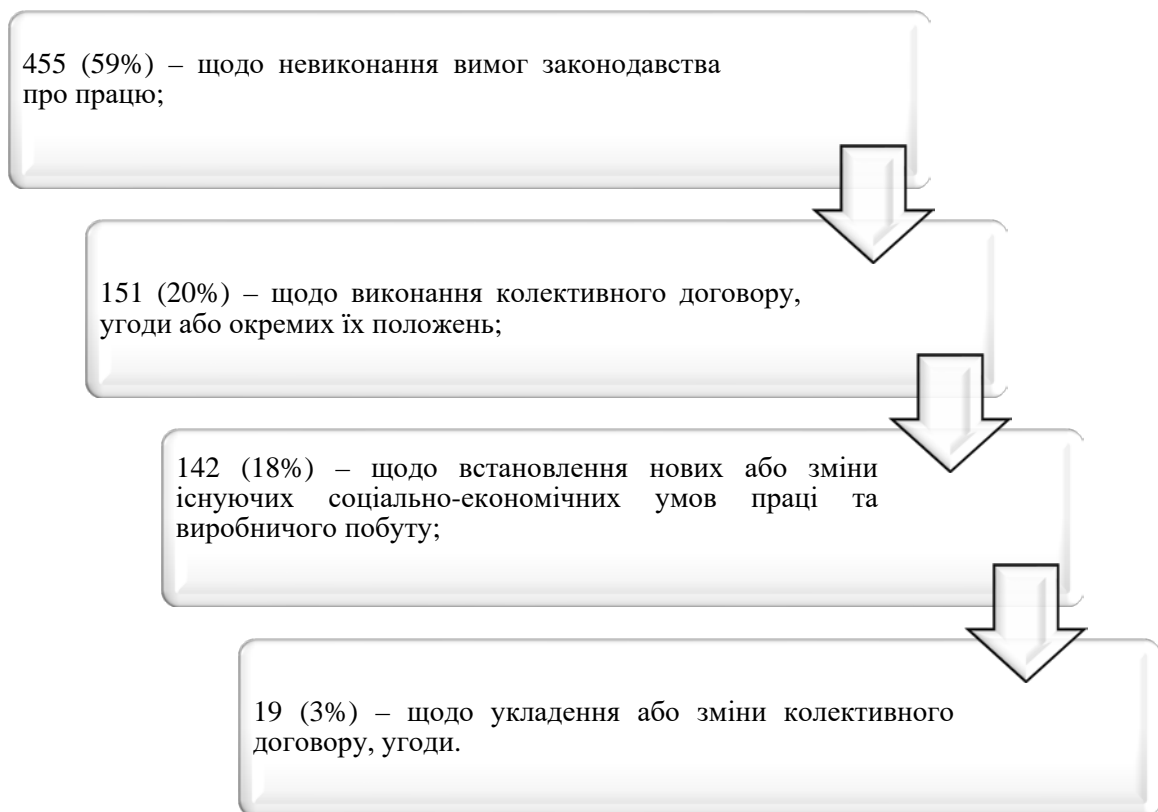 455 (59%) – щодо невиконання вимог законодавства
про працю;
151 (20%) – щодо виконання колективного договору,
угоди або окремих їх положень;
142 (18%) – щодо встановлення нових або зміни
існуючих соціально-економічних умов праці та
виробничого побуту;
19 (3%) – щодо укладення або зміни колективного
договору, угоди.